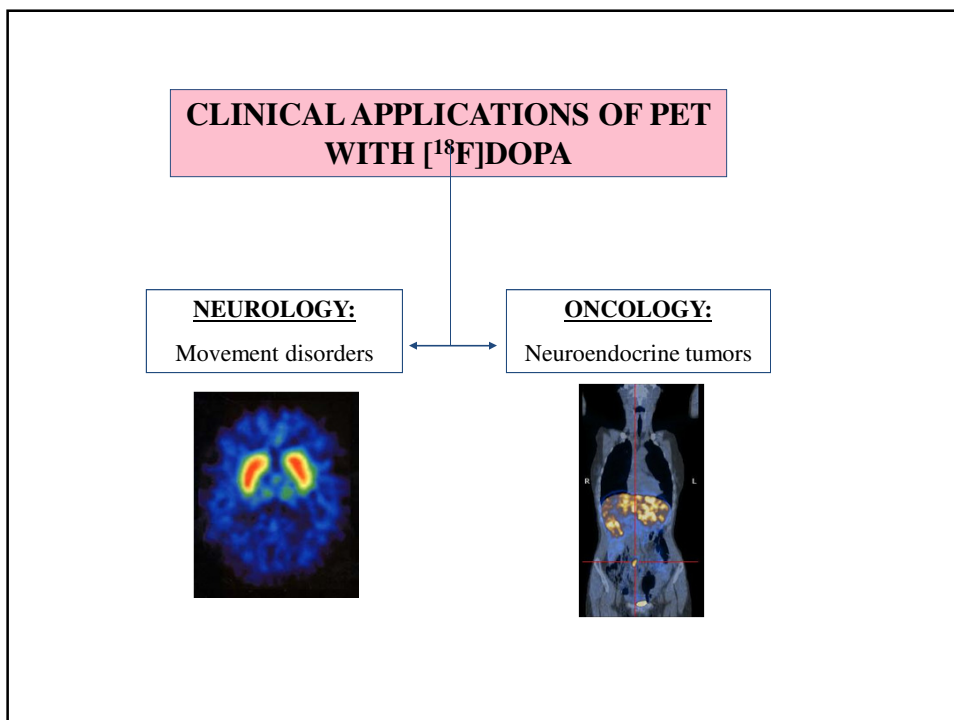 CLINICAL APPLICATIONS OF PET
WITH [18F]DOPA
NEUROLOGY:
Movement disorders
ONCOLOGY:
Neuroendocrine tumors
R
L